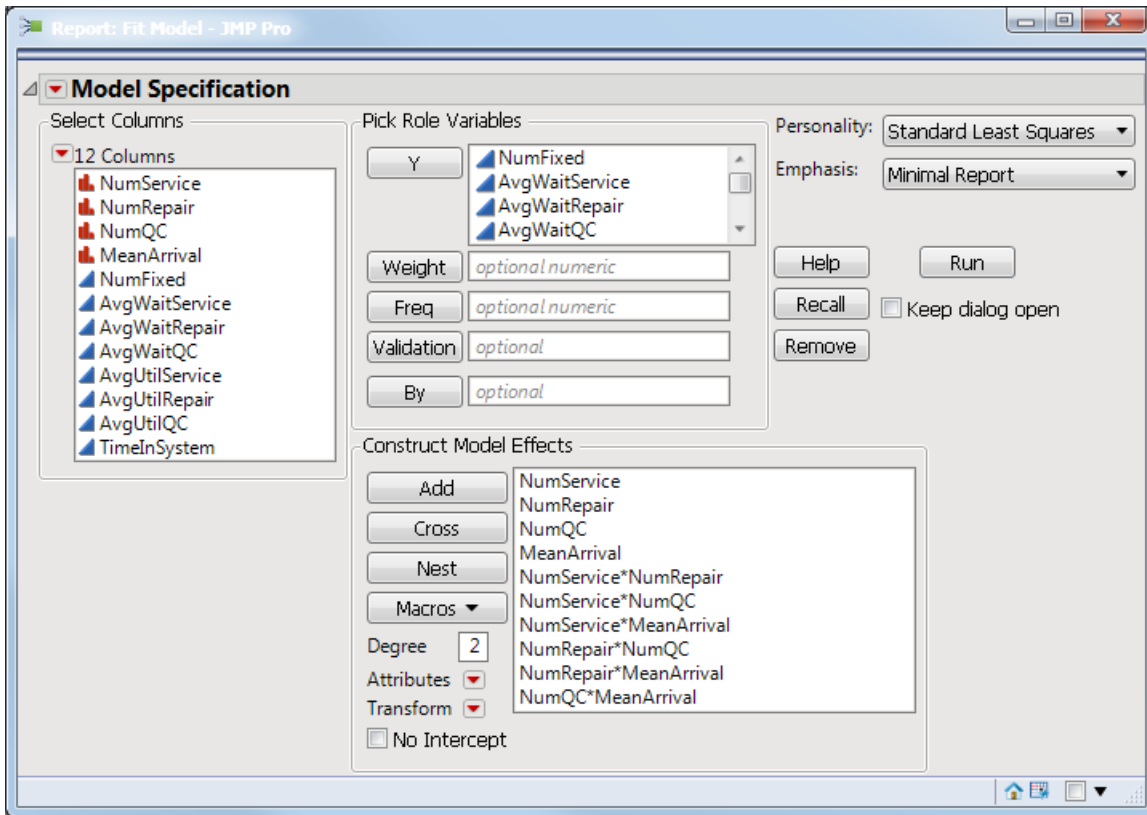 Report: Fit Model - JMP Pro
Model Specification
Select Columns
12 Columns
NumService
NumRepair
NumQC
MeanArrival
NumFixed
AvgWaitService
AvgWaitRepair
AvgWaitQC
AvgUtilService
AvgUtilRepair
AvgUtilQC
TimeInSystem
Pick Role Variables
Y
NumFixed
AvgWaitService
AvgWaitRepair
AvgWaitQC
Weight optional numeric
Freq optional numeric
Validation optional
By optional
Personality: Standard Least Squares
Emphasis: Minimal Report
Help Run
Recall Keep dialog open
Remove
Construct Model Effects
Add
Cross
Nest
Macros
Degree 2
Attributes
Transform
No Intercept
NumService
NumRepair
NumQC
MeanArrival
NumService*NumRepair
NumService*NumQC
NumService*MeanArrival
NumRepair*NumQC
NumRepair*MeanArrival
NumQC*MeanArrival